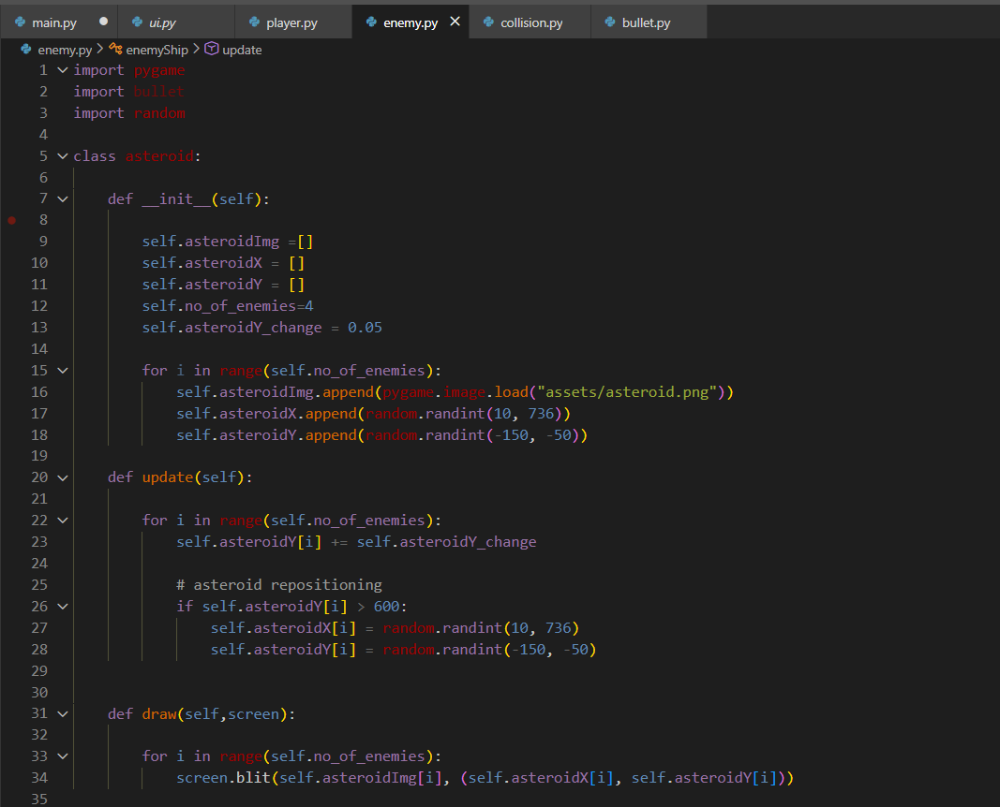 main.py ui.py player.py enemy.py collision.py bullet.py
enemy.py > enemyShip > update
1 import pygame
2 import bullet
3 import random
4
5 class asteroid:
6
7 def __init__(self):
8
9 self.asteroidImg =[]
10 self.asteroidX = []
11 self.asteroidY = []
12 self.no_of_enemies=4
13 self.asteroidY_change = 0.05
14
15 for i in range(self.no_of_enemies):
16 self.asteroidImg.append(pygame.image.load("assets/asteroid.png"))
17 self.asteroidX.append(random.randint(10, 736))
18 self.asteroidY.append(random.randint(-150, -50))
19
20 def update(self):
21
22 for i in range(self.no_of_enemies):
23 self.asteroidY[i] += self.asteroidY_change
24
25 # asteroid repositioning
26 if self.asteroidY[i] > 600:
27 self.asteroidX[i] = random.randint(10, 736)
28 self.asteroidY[i] = random.randint(-150, -50)
29
30
31 def draw(self,screen):
32
33 for i in range(self.no_of_enemies):
34 screen.blit(self.asteroidImg[i], (self.asteroidX[i], self.asteroidY[i]))
35